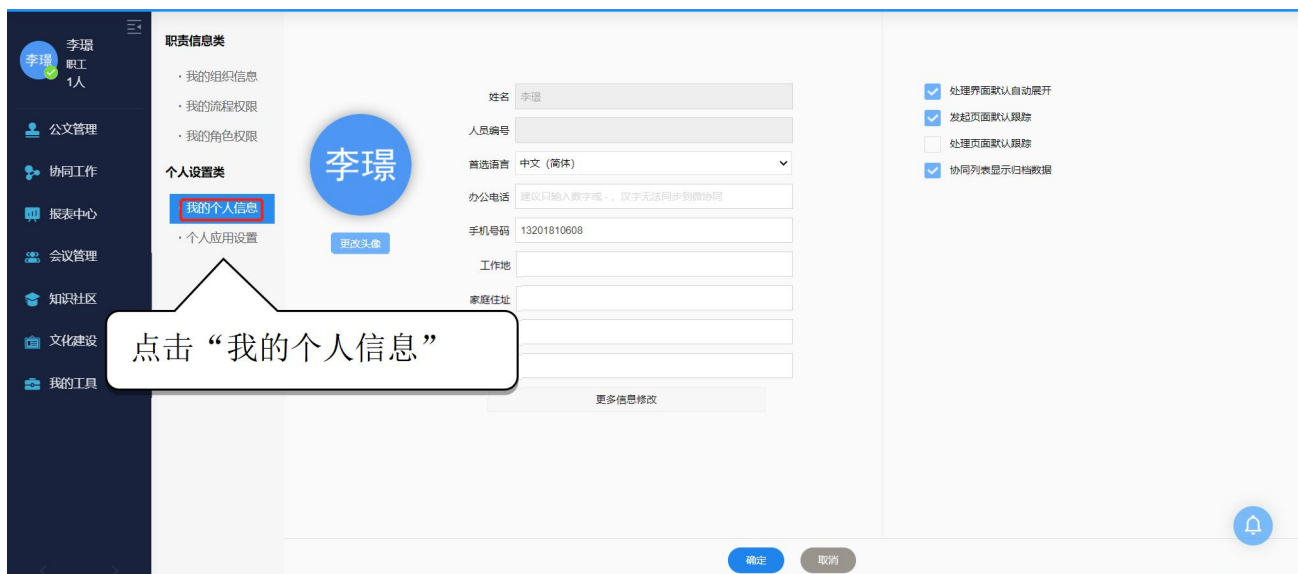 李璟
李璟
职工
1人
公文管理
协同工作
报表中心
会议管理
知识社区
文化建设
我的工具
职责信息类
·我的组织信息
·我的流程权限
·我的角色权限
个人设置类
我的个人信息
·个人应用设置
点击“我的个人信息”
李璟
更改头像
姓名 李璟
人员编号
首选语言 中文（简体）
办公电话 建议只输入数字或 - ，汉字无法同步到微协同
手机号码 13201810608
工作地
家庭住址
更多信息修改
处理界面默认自动展开
发起页面默认跟踪
处理页面默认跟踪
协同列表显示归档数据
确定 取消